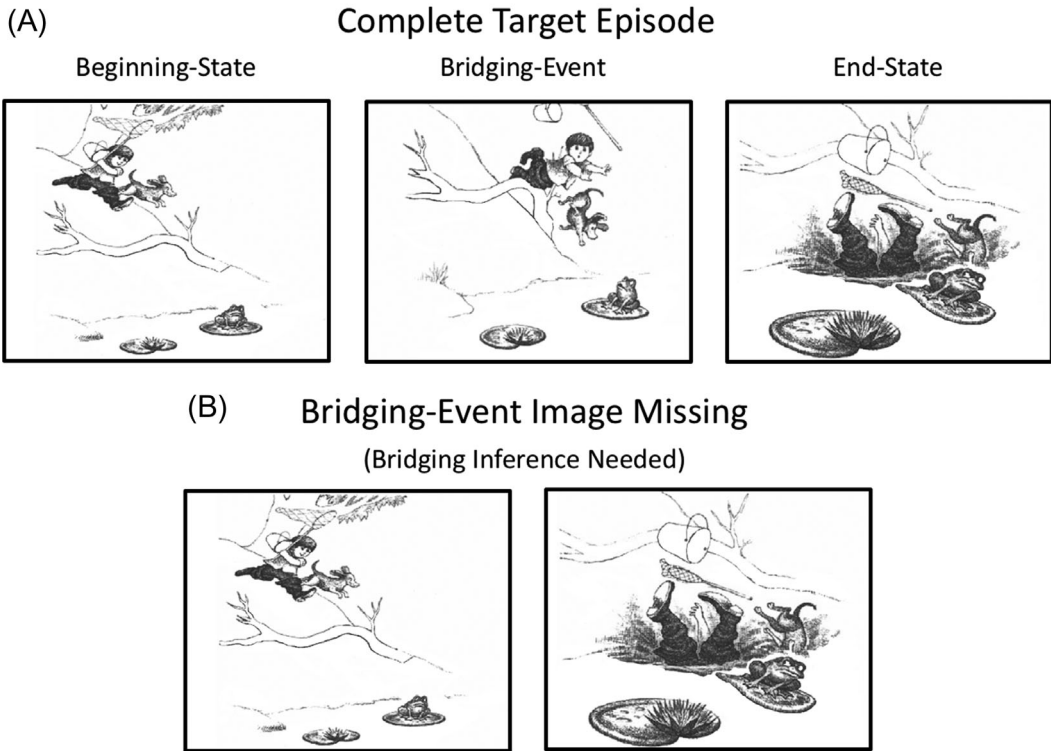 (A)
Complete Target Episode
Beginning-State
Bridging-Event
End-State
(B)
Bridging-Event Image Missing
(Bridging Inference Needed)